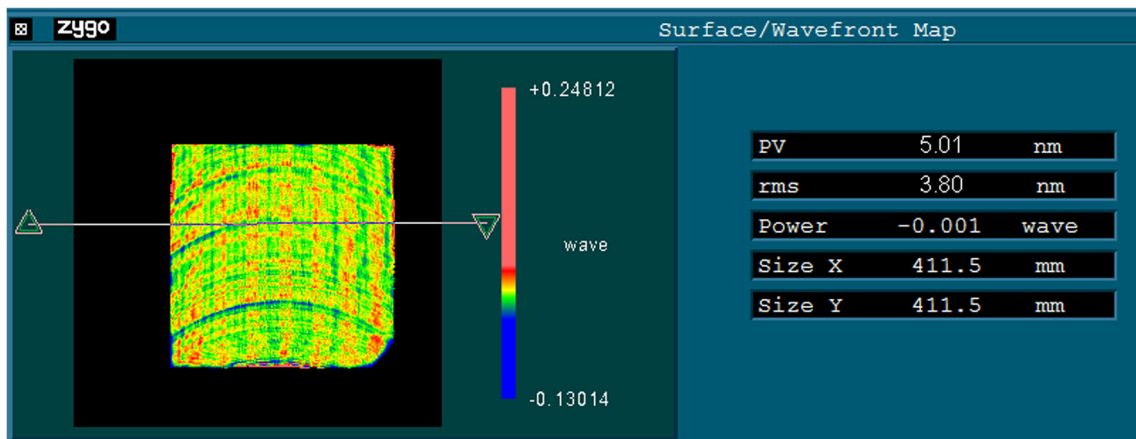 zygo
Surface/Wavefront Map
+0.24812
wave
-0.13014
PV 5.01 nm
rms 3.80 nm
Power -0.001 wave
Size X 411.5 mm
Size Y 411.5 mm